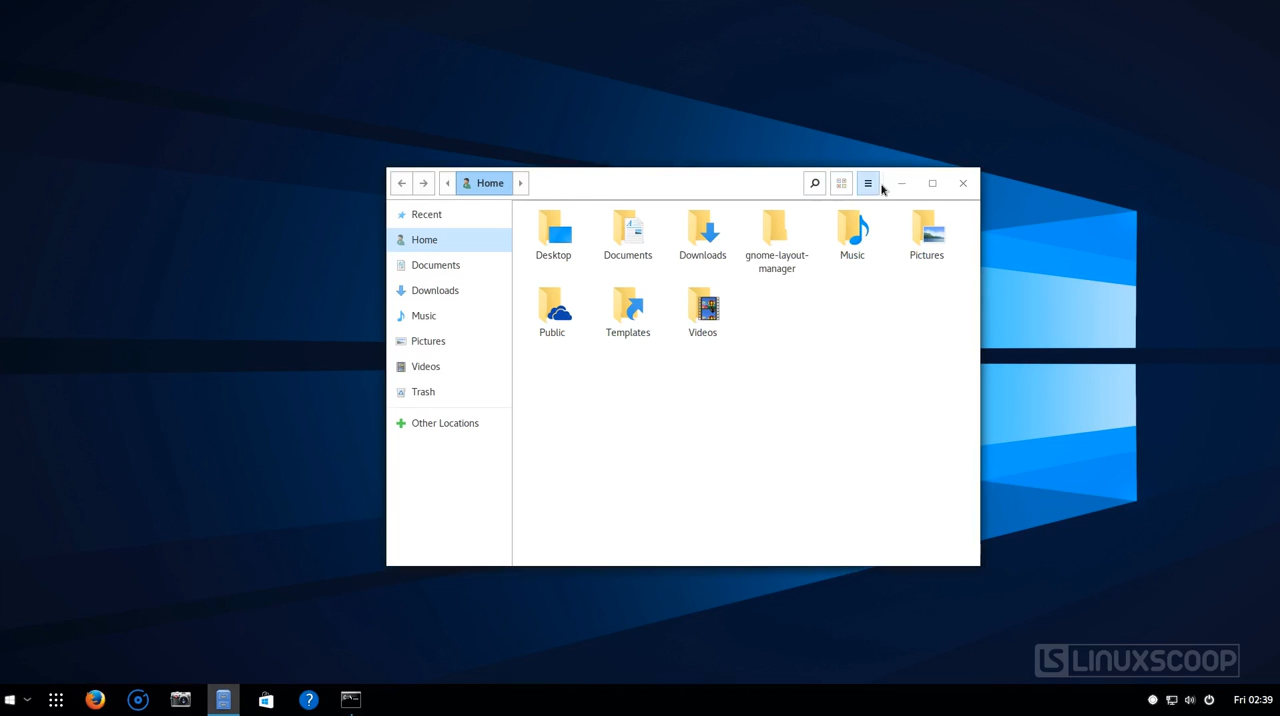 Home
Recent
Home
Documents
Downloads
Music
Pictures
Videos
Trash
Other Locations
Desktop
Documents
Downloads
gnome-layout-
manager
Music
Pictures
Public
Templates
Videos
LS LINUXSCOOP
Fri 02:39